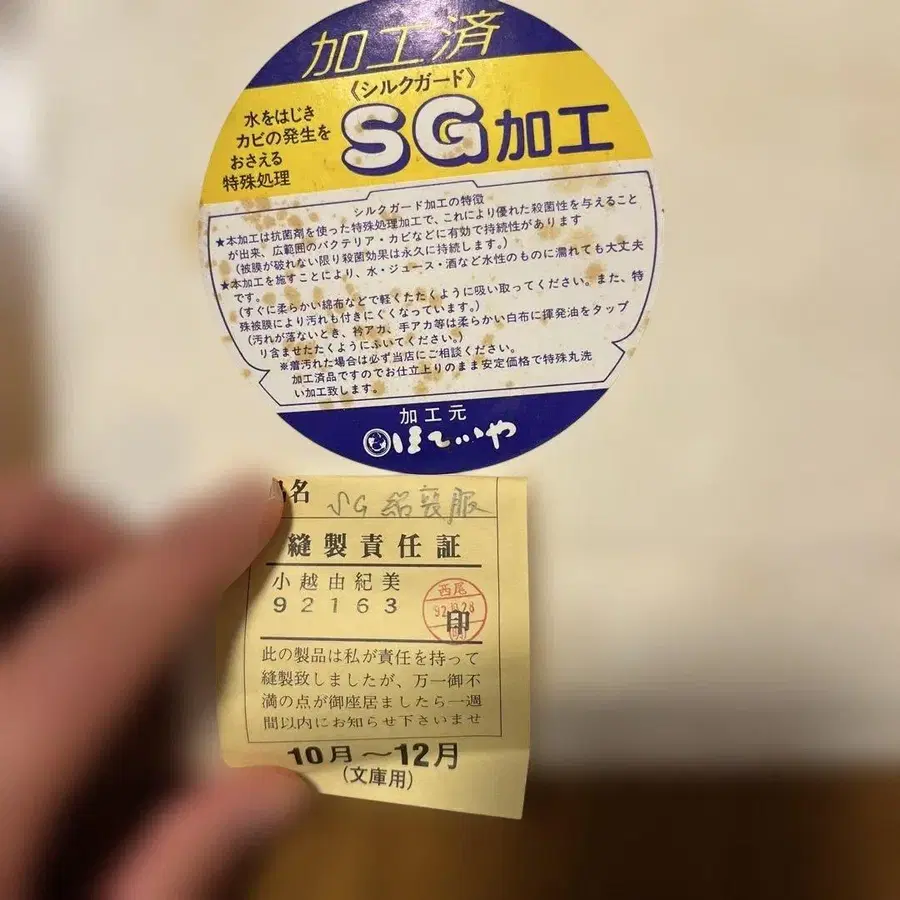 加工済
《シルクガード》
SG加工
水をはじき
カビの発生を
おさえる
特殊処理
シルクガード加工の特徴
★本加工は抗菌剤を使った特殊処理加工で、これにより優れた殺菌性を与えること
が出来、広範囲のバクテリア・カビなどに有効で持続性があります
(被膜が破れない限り殺菌効果は永久に持続します。)
★本加工を施すことにより、水・ジュース・酒など水性のものに濡れても大丈夫
です。
(すぐに柔らかい綿布などで軽くたたくように吸い取ってください。また、特
殊被膜により汚れも付きにくくなっています。)
(汚れが落ないとき、衿アカ、手アカ等は柔らかい白布に揮発油をタップ
リ含ませたたくようにふいてください。)
※着汚れた場合は必ず当店にご相談ください。
加工済品ですのでお仕立上りのまま安定価格で特殊丸洗
い加工致します。
加工元
ほていや
名 SG 服
縫製責任証
小越由紀美
92163
西尾
印
此の製品は私が責任を持って
縫製致しましたが、万一御不
満の点が御座居ましたら一週
間以内にお知らせ下さいませ
10月〜12月
(文庫用)